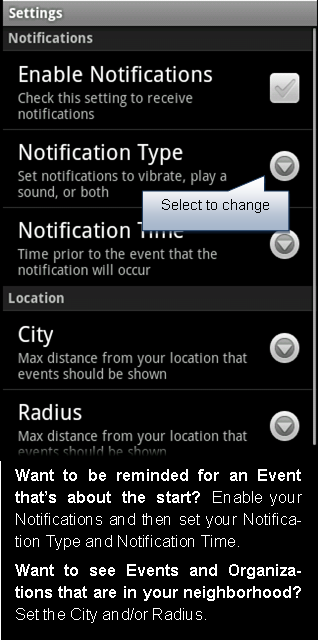 Settings
Notifications
Enable Notifications
Check this setting to receive
notifications
Notification Type
Set notifications to vibrate, play a
sound, or both
Select to change
Notification Time
Time prior to the event that the
notification will occur
Location
City
Max distance from your location that
events should be shown
Radius
Max distance from your location that
events should be shown
Want to be reminded for an Event
that's about the start? Enable your
Notifications and then set your Notifica-
tion Type and Notification Time.
Want to see Events and Organiza-
tions that are in your neighborhood?
Set the City and/or Radius.